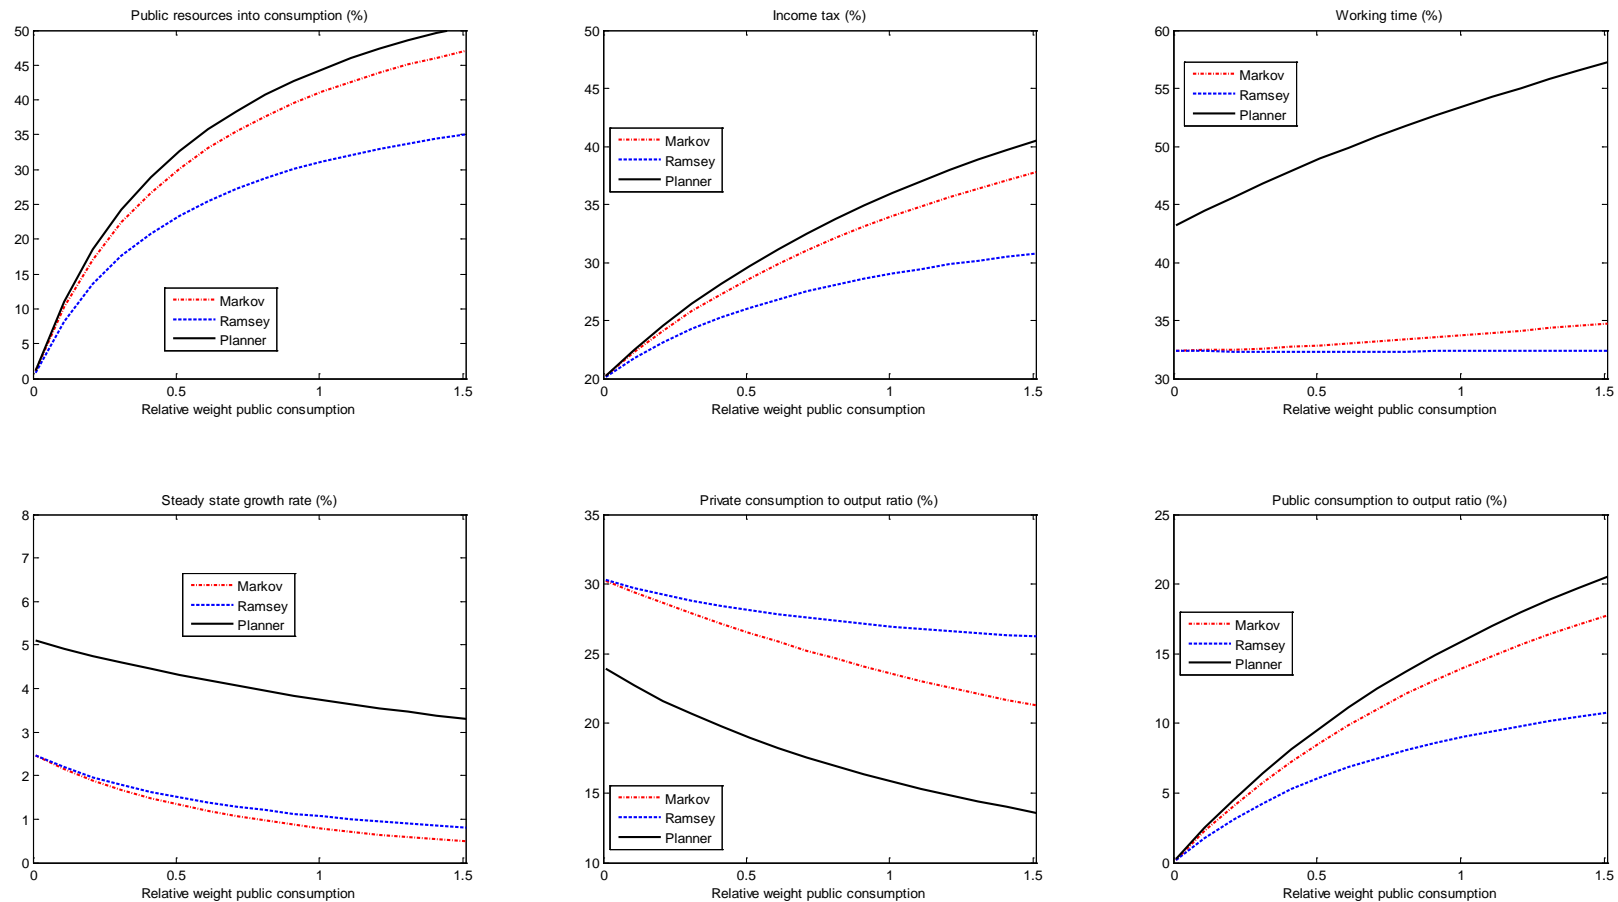 Public resources into consumption (%)
50
45
40
35
30
25
20
15
10
5
0
0
0.5
1
1.5
Markov
Ramsey
Planner
Relative weight public consumption
Income tax (%)
50
45
40
35
30
25
20
0
0.5
1
1.5
Markov
Ramsey
Planner
Relative weight public consumption
Working time (%)
60
55
50
45
40
35
30
0
0.5
1
1.5
Markov
Ramsey
Planner
Relative weight public consumption
Steady state growth rate (%)
8
7
6
5
4
3
2
1
0
0
0.5
1
1.5
Markov
Ramsey
Planner
Relative weight public consumption
Private consumption to output ratio (%)
35
30
25
20
15
10
0
0.5
1
1.5
Markov
Ramsey
Planner
Relative weight public consumption
Public consumption to output ratio (%)
25
20
15
10
5
0
0
0.5
1
1.5
Markov
Ramsey
Planner
Relative weight public consumption